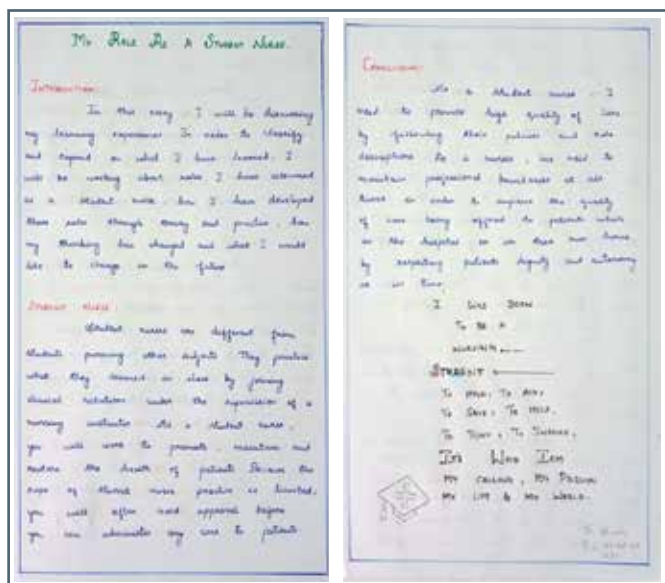 MY ROLE AS A STUDENT NURSE.
INTRODUCTION:
In this essay, I will be discussing
my learning experiences In order to identify
and expand on what I have learned. I
will be writing about roles I have
as a student nurse, how I have developed
these roles through theory and practice, how
my thinking has changed and what I would
like to change in the future
STUDENT NURSE:
Student nurses are different from
students pursuing other subjects They practice
what they learned in class by joining
clinical rotations under the supervision of a
nursing instructor As a student nurse,
you will work to promote, maintain and
restore the health of patients Because the
scope of student nurse practice is limited,
you will often need approval before
you can administer any care to patients
CONCLUSION:
As a student nurse, I
need to provide high quality of care
by following their policies and role
descriptions As a nurse, we need to
maintain professional boundaries at all
times in order to improve the quality
of care being offered to patients
in the hospital or in their own homes
by respecting patients dignity and autonomy
at all time
I WAS BORN
TO BE A
NURSING
STUDENT
TO HOLD, TO AID,
TO SAVE, TO HELP,
TO TO
ITS WHO IAM
MY CALLING, MY PASSION
MY LIFE & MY WORLD.